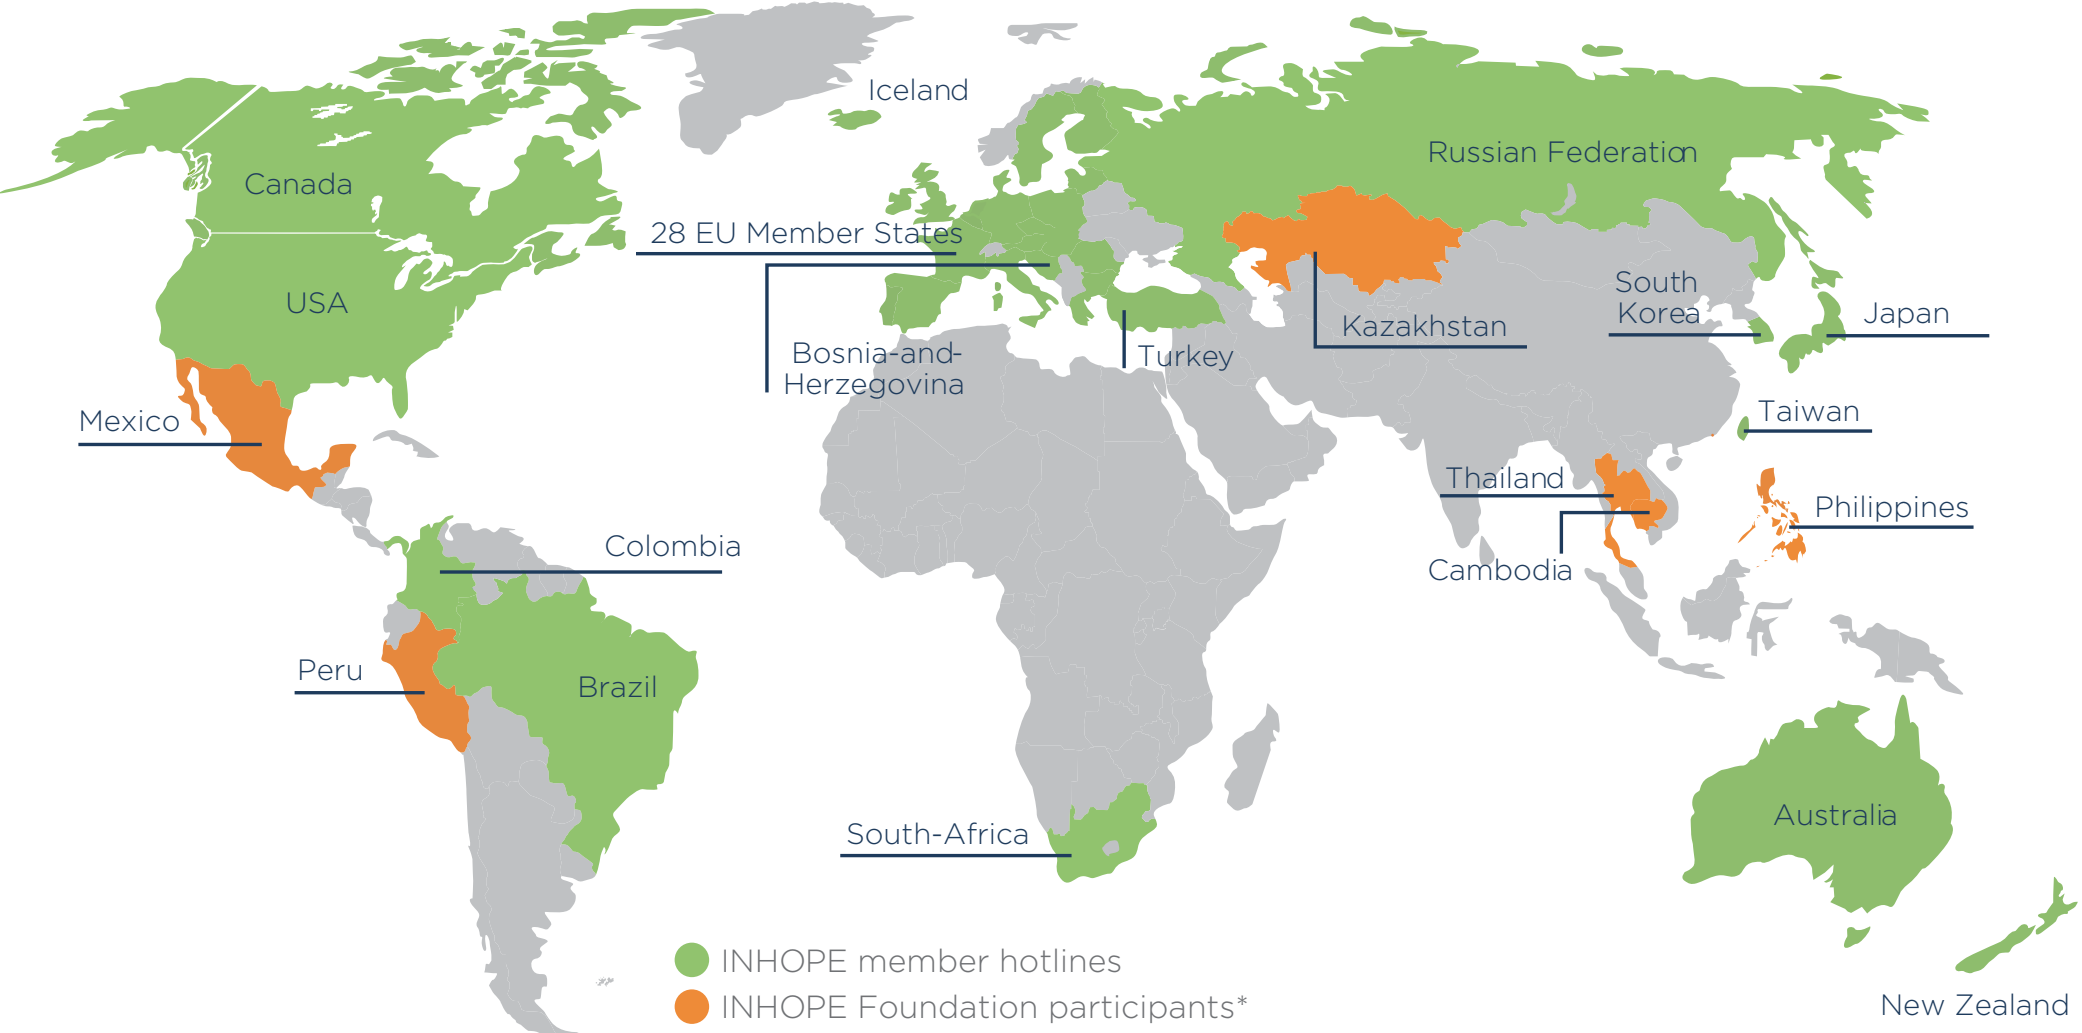 Iceland
Russian Federation
Canada
28 EU Member States
South
Korea
USA
Japan
Kazakhstan
Bosnia-and-
Herzegovina
Turkey
Mexico
Taiwan
Thailand
Philippines
Colombia
Cambodia
Peru
Brazil
Australia
South-Africa
INHOPE member hotlines
INHOPE Foundation participants*
New Zealand